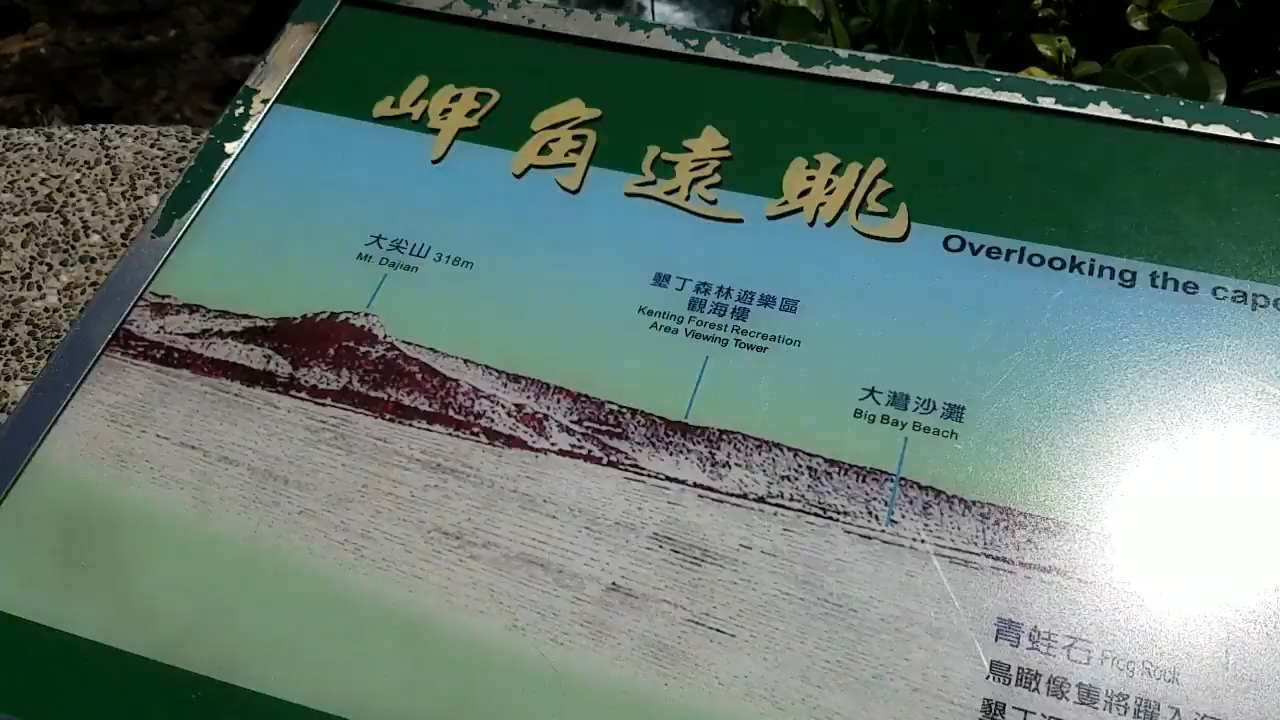 岬角遠眺
Overlooking the cape
大尖山 318m
Mt. Dajian
墾丁森林遊樂區
觀海樓
Kenting Forest Recreation
Area Viewing Tower
大灣沙灘
Big Bay Beach
青蛙石 Frog Rock
鳥瞰像隻將躍入
墾丁